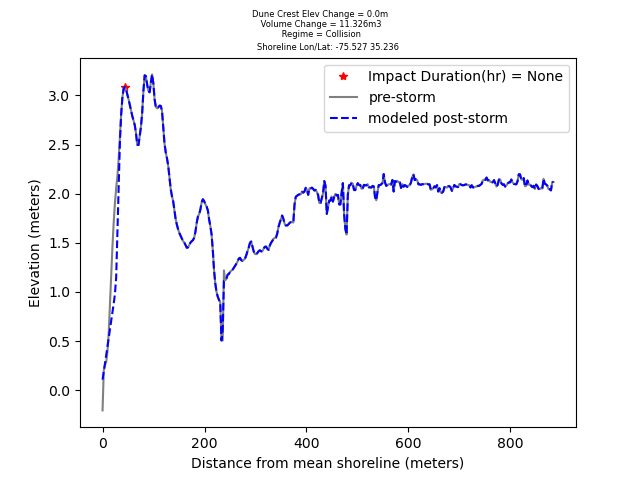 Dune Crest Elev Change = 0.0m
Volume Change = 11.326m3
Regime = Collision
Shoreline Lon/Lat: -75.527 35.236
Impact Duration(hr) = None
pre-storm
modeled post-storm
Elevation (meters)
3.0
2.5
2.0
1.5
1.0
0.5
0.0
0 200 400 600 800
Distance from mean shoreline (meters)